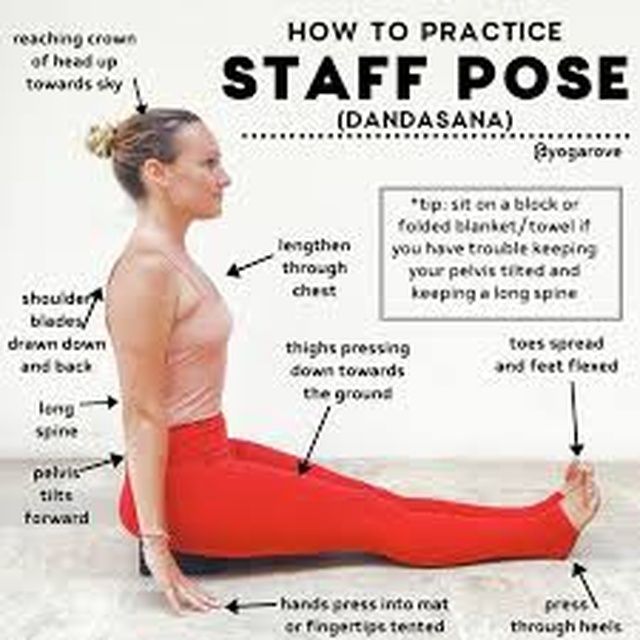 HOW TO PRACTICE
STAFF POSE
(DANDASANA)
@yogarove
reaching crown
of head up
towards sky
*tip: sit on a block or
folded blanket/towel if
you have trouble keeping
your pelvis tilted and
keeping a long spine
lengthen
through
chest
shoulder
blades
drawn down
and back
thighs pressing
down towards
the ground
toes spread
and feet flexed
long
spine
pelvis
tilts
forward
hands press into mat
or fingertips tented
press
through heels